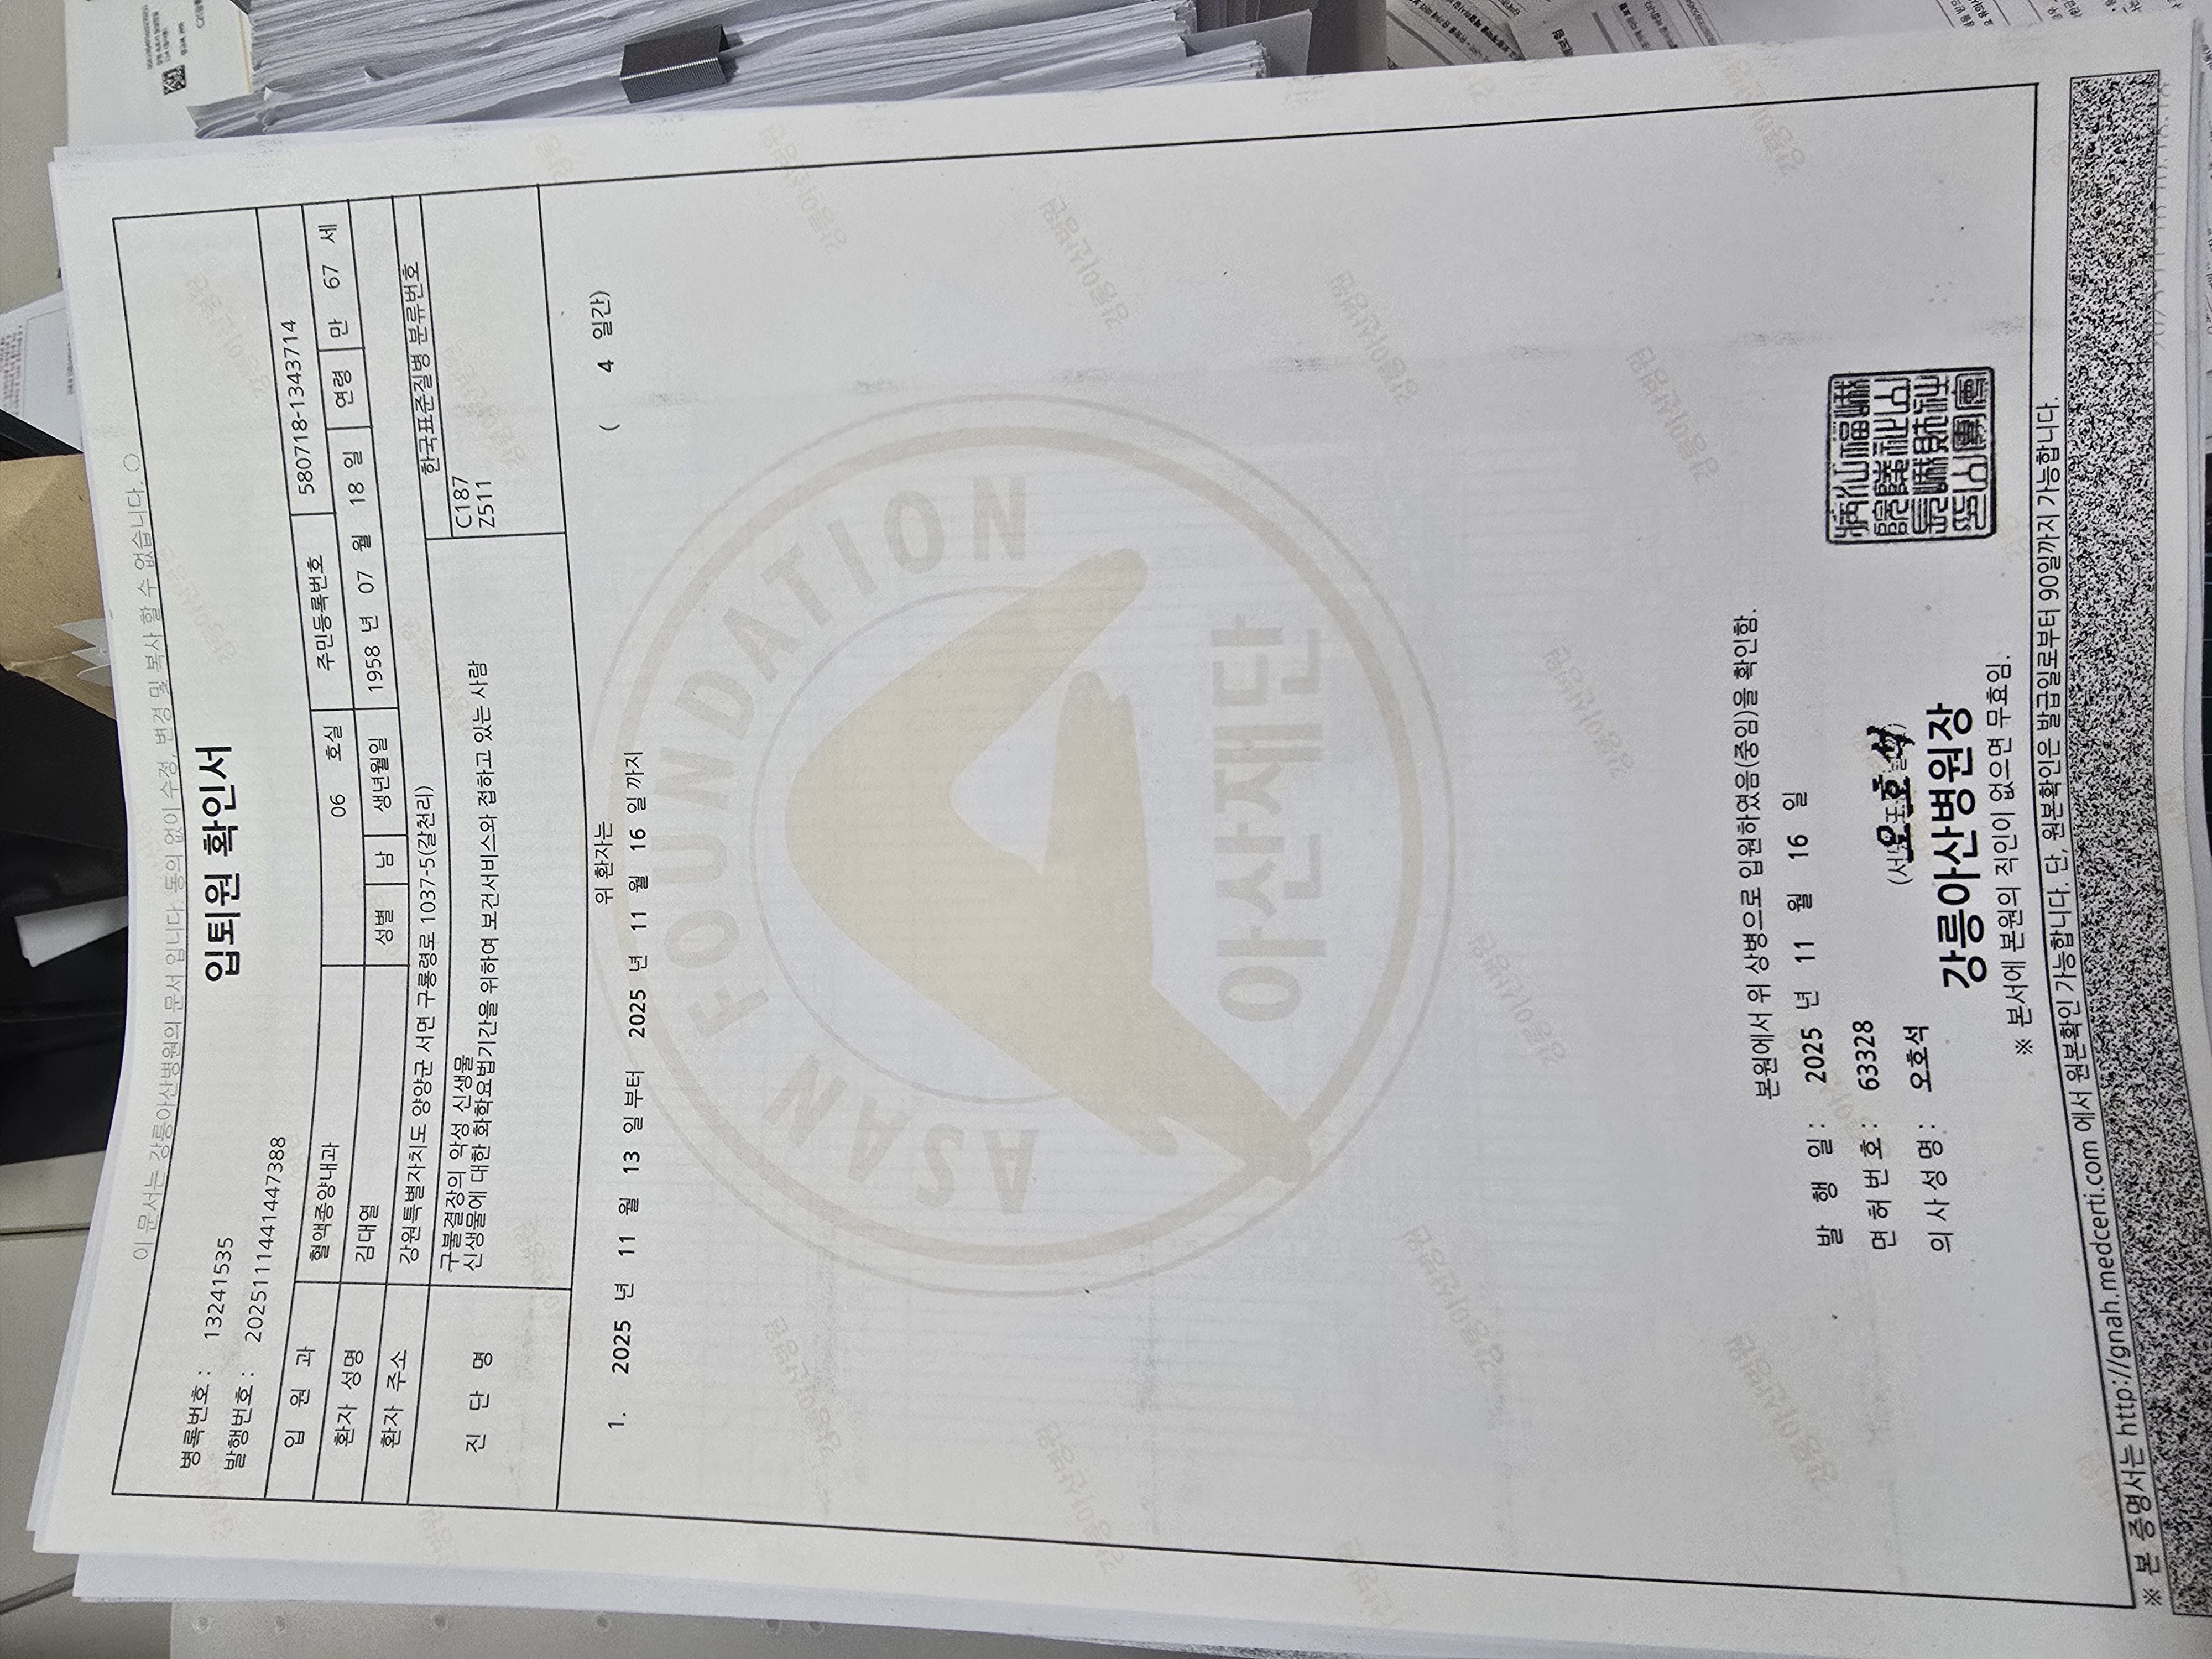 이 문서는 강릉아산병원의 문서 입니다. 동의 없이 수정, 변경 및 복사 할 수 없습니다.
입퇴원 확인서
병록번호 : 13241535
발행번호 : 2025111441447388
입 원 과 혈액종양내과 06 호실 주민등록번호 580718-1343714
환자 성명 김대열 성별 남 생년월일 1958 년 07 월 18 일 연령 만 67 세
환자 주소 강원특별자치도 양양군 서면 구룡령로 1037-5(갈천리)
진 단 명 한국표준질병 분류번호
구불결장의 악성 신생물 C187
신생물에 대한 화학요법기간을 위하여 보건서비스와 접하고 있는 사람 Z511
위 환자는
1. 2025 년 11 월 13 일 부터 2025 년 11 월 16 일 까지 ( 4 일간)
ASAN FOUNDATION
아산재단
본원에서 위 상병으로 입원하였음(중임)을 확인함.
발 행 일 : 2025 년 11 월 16 일
면허번호 : 63328
의사성명 : 오호석
강릉아산병원장
※ 본서에 본원의 직인이 없으면 무효임.
※ 본 증명서는 http://gnah.medcerti.com 에서 원본확인 가능합니다. 단, 원본확인은 발급일로부터 90일까지 가능합니다.